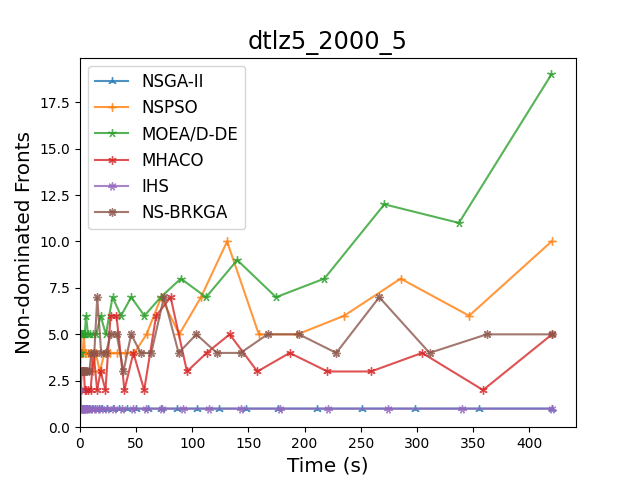 dtlz5_2000_5
Non-dominated Fronts
17.5
15.0
12.5
10.0
7.5
5.0
2.5
0.0
NSGA-II
NSPSO
MOEA/D-DE
MHACO
IHS
NS-BRKGA
0 50 100 150 200 250 300 350 400
Time (s)